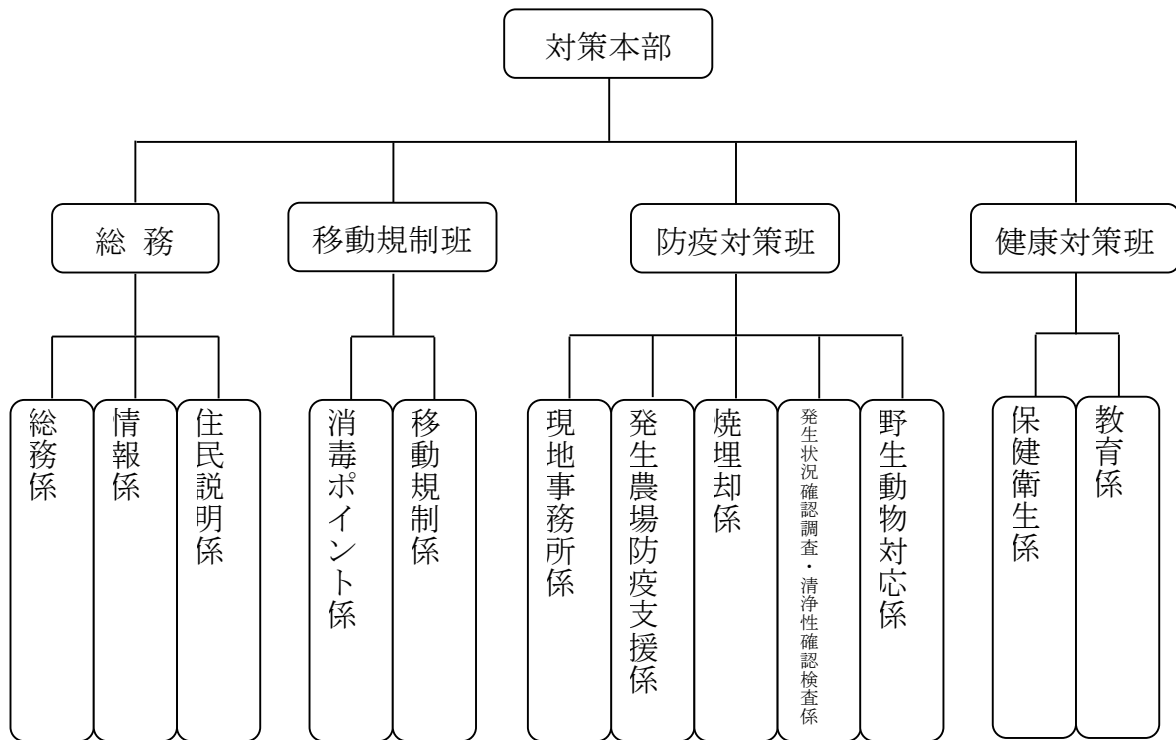 対策本部
総 務
移動規制班
防疫対策班
健康対策班
総務係
情報係
住民説明係
消毒ポイント係
移動規制係
現地事務所係
発生農場防疫支援係
焼埋却係
発生状況確認調査・清浄性確認検査係
野生動物対応係
保健衛生係
教育係